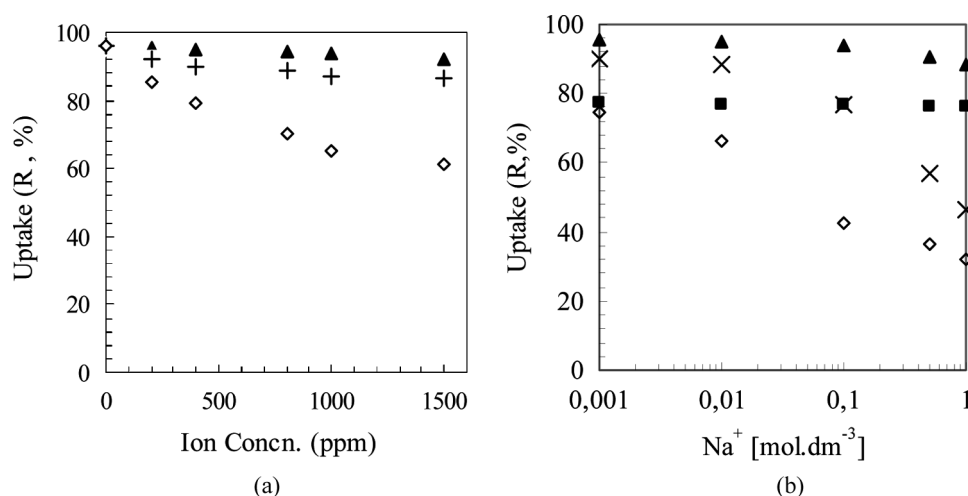 100
80
60
40
20
0
Uptake (R , %)
0 500 1000 1500
Ion Concn. (ppm)
(a)
100
80
60
40
20
0
Uptake (R,%)
0,001 0,01 0,1 1
Na⁺ [mol.dm⁻³]
(b)